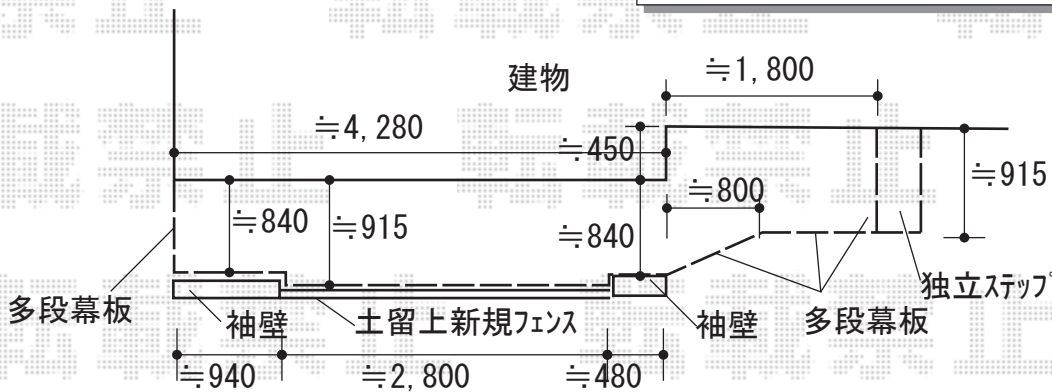 建物
≒1,800
≒4,280
≒450
≒915
≒800
≒840
≒915
≒840
独立ステップ
多段幕板
袖壁
土留上新規フェンス
袖壁
多段幕板
≒940
≒2,800
≒480